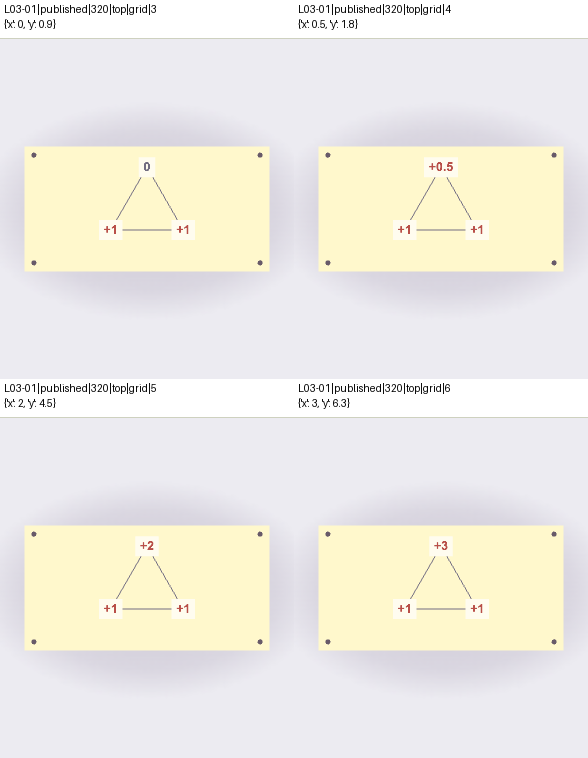 L03-01|published|320|top|grid|3
{'x': 0, 'y': 0.9}
0
+1 +1
L03-01|published|320|top|grid|4
{'x': 0.5, 'y': 1.8}
+0.5
+1 +1
L03-01|published|320|top|grid|5
{'x': 2, 'y': 4.5}
+2
+1 +1
L03-01|published|320|top|grid|6
{'x': 3, 'y': 6.3}
+3
+1 +1